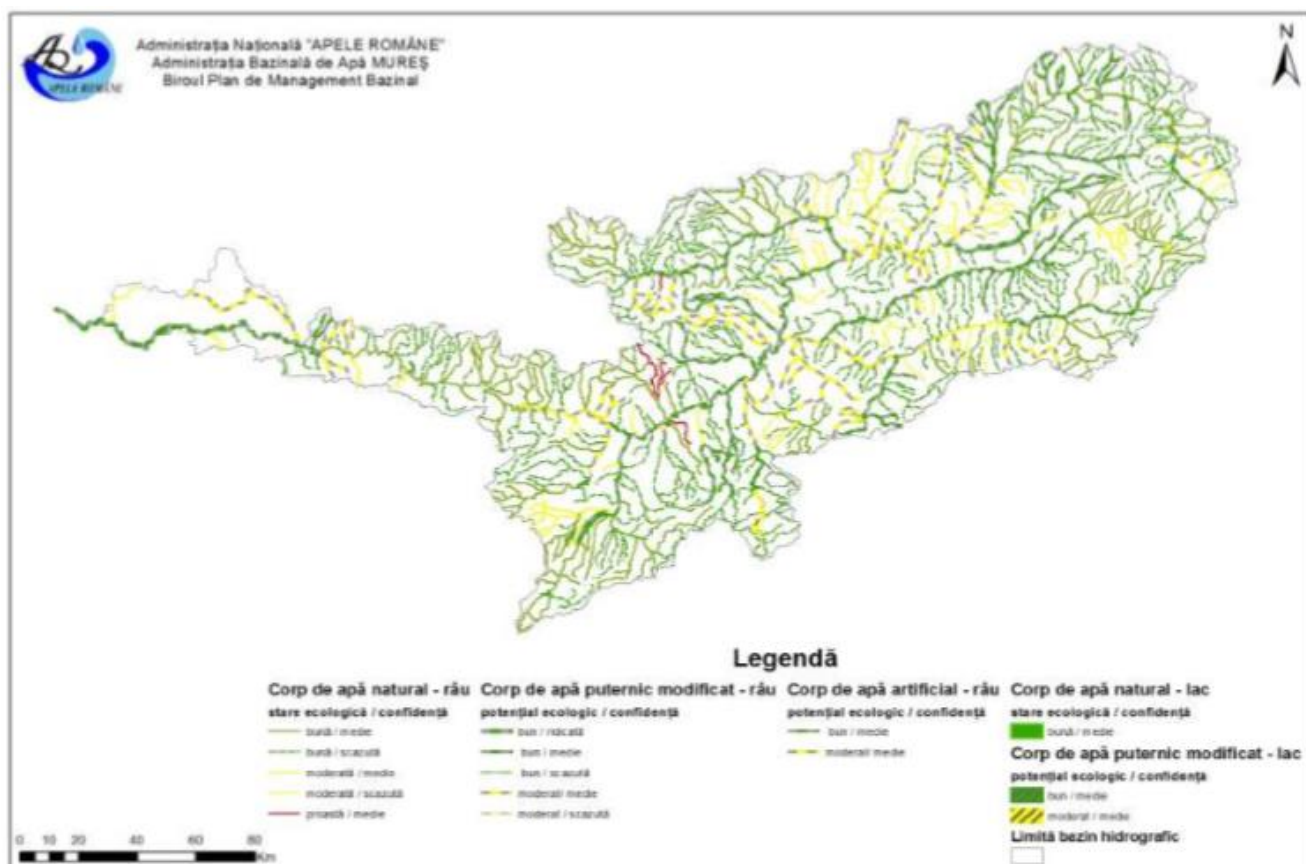 Administrația Națională "APELE ROMÂNE"
Administrația Bazinală de Apă MUREȘ
Biroul Plan de Management Bazinal
APELE ROMÂNE
N
Legendă
Corp de apă natural - râu
stare ecologică / confidență
bună / medie
bună / scazută
moderată / medie
moderată / scazută
proastă / medie
Corp de apă puternic modificat - râu
potențial ecologic / confidență
bun / ridicată
bun / medie
bun / scazută
moderat/ medie
moderat / scazută
Corp de apă artificial - râu
potențial ecologic / confidență
bun / medie
moderat/ medie
Corp de apă natural - lac
stare ecologică / confidență
bună / medie
Corp de apă puternic modificat - lac
potențial ecologic / confidență
bun / medie
moderat / medie
Limită bazin hidrografic
0 10 20 40 60 80
Km